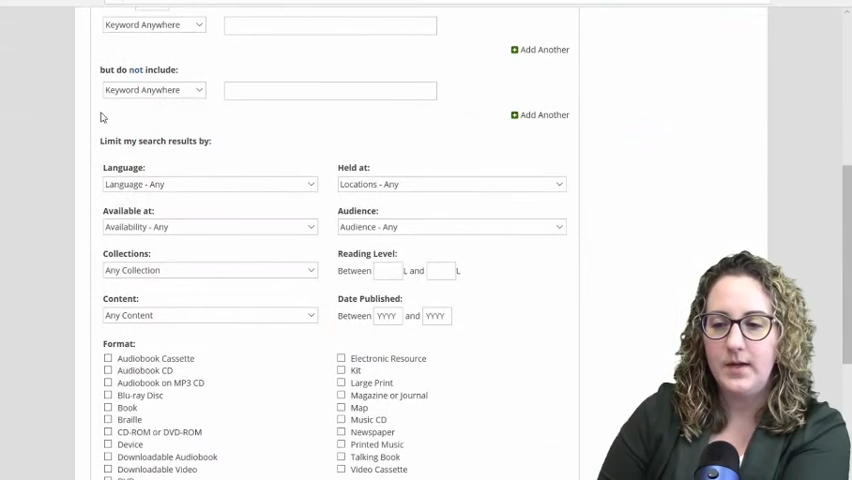 Keyword Anywhere
Add Another
but do not include:
Keyword Anywhere
Add Another
Limit my search results by:
Language: Held at:
Language - Any Locations - Any
Available at: Audience:
Availability - Any Audience - Any
Collections: Reading Level:
Any Collection Between L and L
Content: Date Published:
Any Content Between YYYY and YYYY
Format:
Audiobook Cassette Electronic Resource
Audiobook CD Kit
Audiobook on MP3 CD Large Print
Blu-ray Disc Magazine or Journal
Book Map
Braille Music CD
CD-ROM or DVD-ROM Newspaper
Device Printed Music
Downloadable Audiobook Talking Book
Downloadable Video Video Cassette